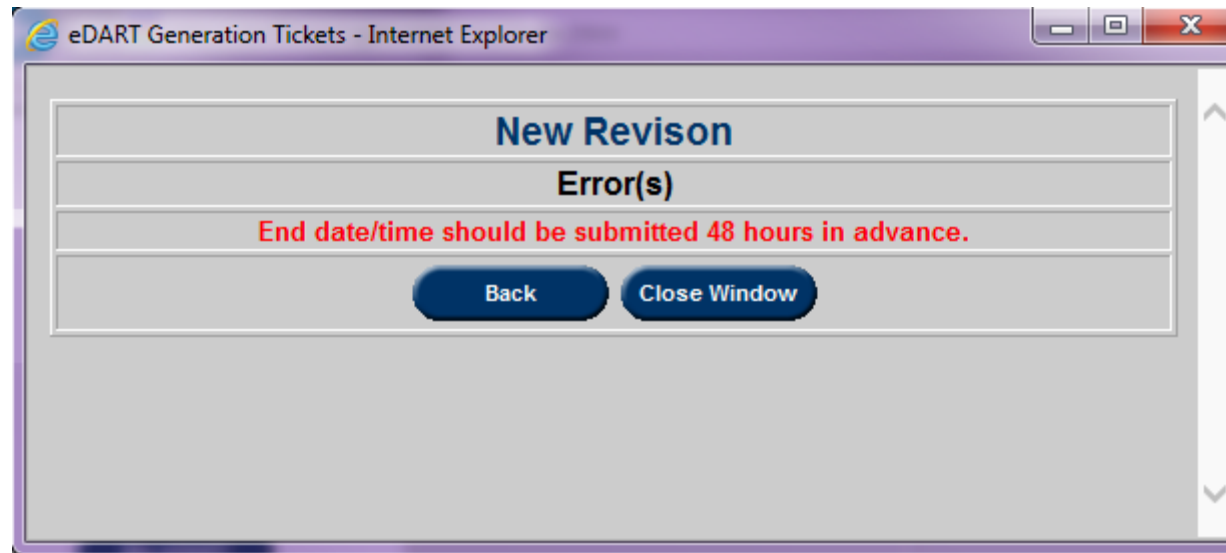 eDART Generation Tickets - Internet Explorer
New Revison
Error(s)
End date/time should be submitted 48 hours in advance.
Back Close Window